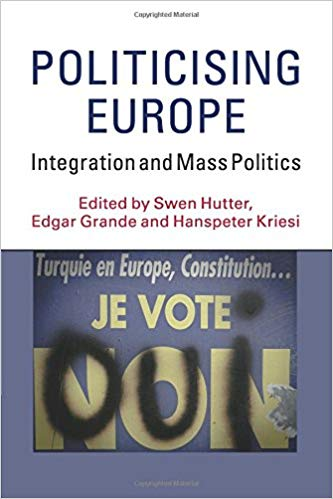 Copyrighted Material
POLITICISING
EUROPE
Integration and Mass Politics
Edited by Swen Hutter,
Edgar Grande and Hanspeter Kriesi
Turquie en Europe, Constitution...
JE VOTE
NON
oui
Copyrighted Material